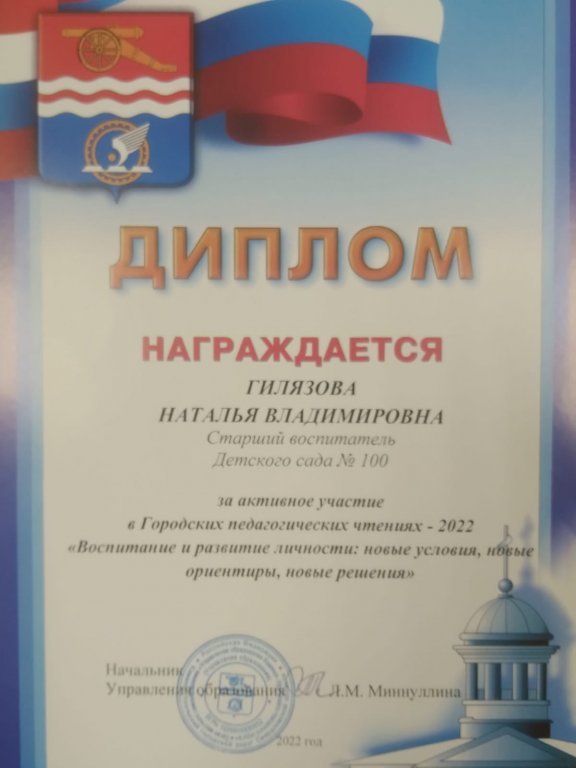 ДИПЛОМ
НАГРАЖДАЕТСЯ
ГИЛЯЗОВА
НАТАЛЬЯ ВЛАДИМИРОВНА
Старший воспитатель
Детского сада № 100
за активное участие
в Городских педагогических чтениях - 2022
«Воспитание и развитие личности: новые условия, новые
ориентиры, новые решения»
Начальник
Управления образования Л.М. Миннуллина
2022 год